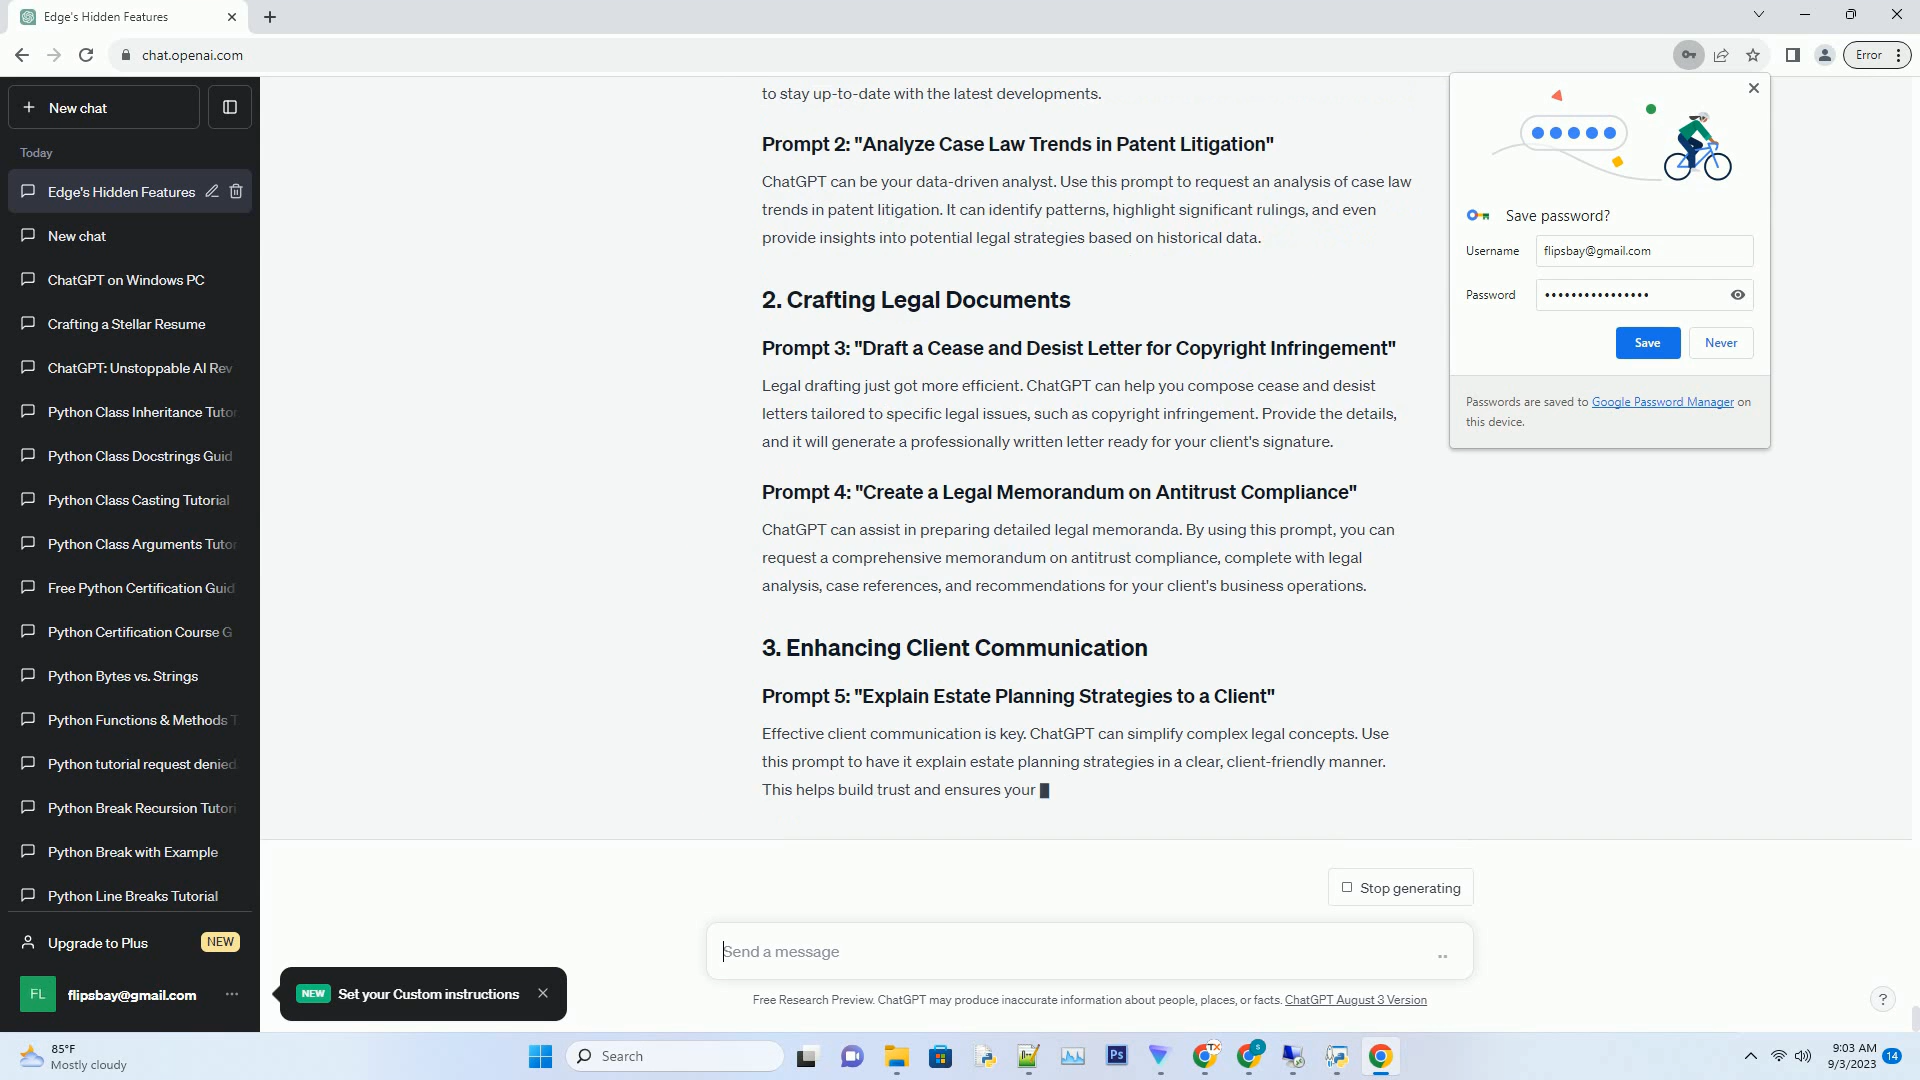 Edge's Hidden Features
chat.openai.com
Error
New chat
Today
Edge's Hidden Features
New chat
ChatGPT on Windows PC
Crafting a Stellar Resume
ChatGPT: Unstoppable AI Rev
Python Class Inheritance Tutor
Python Class Docstrings Guid
Python Class Casting Tutorial
Python Class Arguments Tutor
Free Python Certification Guid
Python Certification Course G
Python Bytes vs. Strings
Python Functions & Methods T
Python tutorial request denied
Python Break Recursion Tutori
Python Break with Example
Python Line Breaks Tutorial
Upgrade to Plus
NEW
FL
flipsbay@gmail.com
NEW Set your Custom instructions
to stay up-to-date with the latest developments.
Prompt 2: "Analyze Case Law Trends in Patent Litigation"
ChatGPT can be your data-driven analyst. Use this prompt to request an analysis of case law
trends in patent litigation. It can identify patterns, highlight significant rulings, and even
provide insights into potential legal strategies based on historical data.
2. Crafting Legal Documents
Prompt 3: "Draft a Cease and Desist Letter for Copyright Infringement"
Legal drafting just got more efficient. ChatGPT can help you compose cease and desist
letters tailored to specific legal issues, such as copyright infringement. Provide the details,
and it will generate a professionally written letter ready for your client's signature.
Prompt 4: "Create a Legal Memorandum on Antitrust Compliance"
ChatGPT can assist in preparing detailed legal memoranda. By using this prompt, you can
request a comprehensive memorandum on antitrust compliance, complete with legal
analysis, case references, and recommendations for your client's business operations.
3. Enhancing Client Communication
Prompt 5: "Explain Estate Planning Strategies to a Client"
Effective client communication is key. ChatGPT can simplify complex legal concepts. Use
this prompt to have it explain estate planning strategies in a clear, client-friendly manner.
This helps build trust and ensures your
Stop generating
Send a message
Free Research Preview. ChatGPT may produce inaccurate information about people, places, or facts. ChatGPT August 3 Version
?
Save password?
Username
flipsbay@gmail.com
Password
••••••••••••••••
Save
Never
Passwords are saved to Google Password Manager on
this device.
85°F
Mostly cloudy
Search
Ps
TX
S
9:03 AM
9/3/2023
14